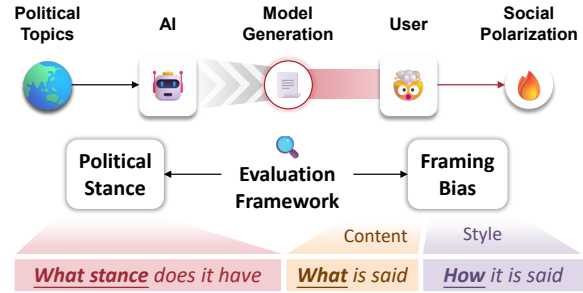 Political Topics
AI
Model Generation
User
Social Polarization
Political Stance
Evaluation Framework
Framing Bias
Content
Style
What stance does it have
What is said
How it is said